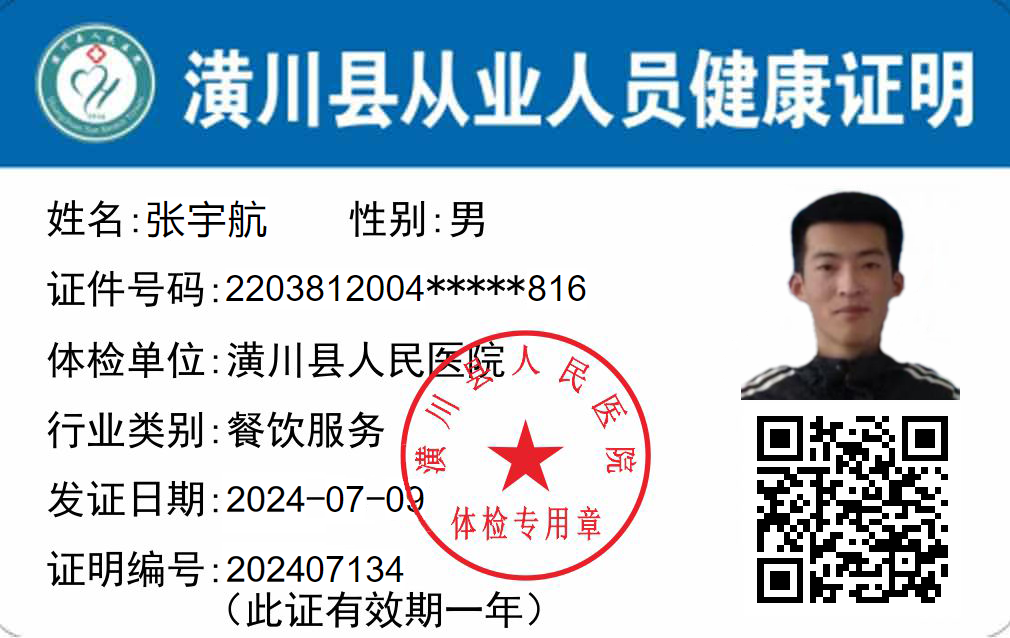 潢川县从业人员健康证明
姓名:张宇航 性别:男
证件号码:2203812004*****816
体检单位:潢川县人民医院
行业类别:餐饮服务
发证日期:2024-07-09
证明编号:202407134
（此证有效期一年）
潢川县人民医院
体检专用章